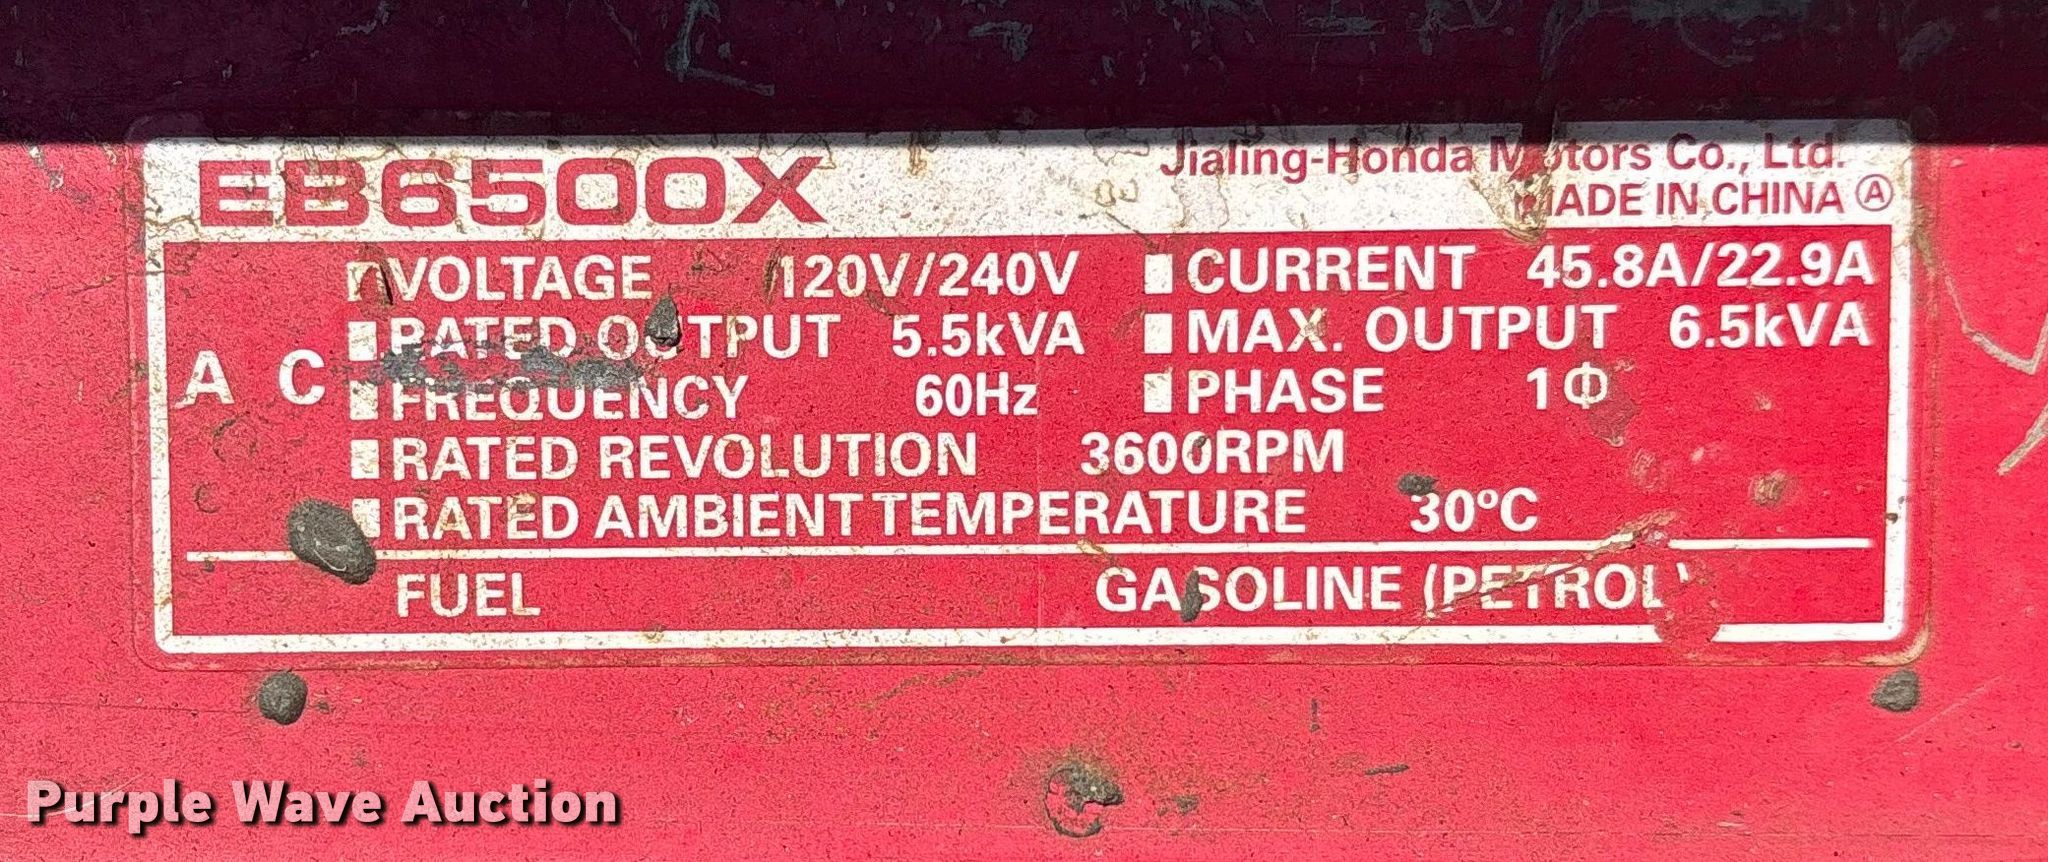 EB6500X
Jialing-Honda Motors Co., Ltd.
MADE IN CHINA Ⓐ
AC
VOLTAGE 120V/240V ■CURRENT 45.8A/22.9A
■RATED OUTPUT 5.5kVA ■MAX. OUTPUT 6.5kVA
■FREQUENCY 60Hz ■PHASE 1Φ
■RATED REVOLUTION 3600RPM
■RATED AMBIENT TEMPERATURE 30ºC
FUEL GASOLINE (PETROL)
Purple Wave Auction